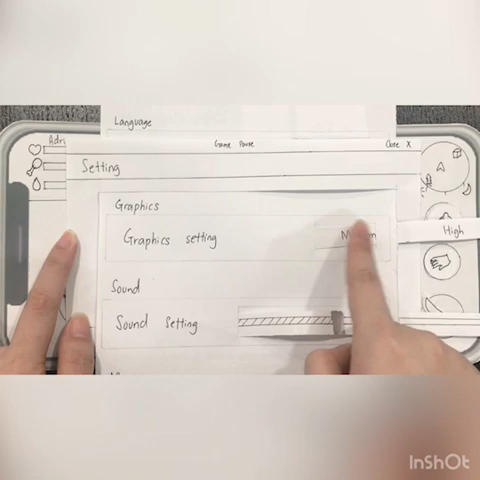 Language
Game Pause
Close X
Setting
Graphics
Graphics setting
High
Sound
Sound Setting
InShOt